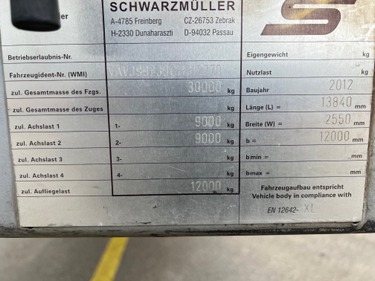 SCHWARZMÜLLER
A-4785 Freinberg CZ-26753 Zebrak
H-2330 Dunaharaszti D-94032 Passau
Betriebserlaubnis-Nr.
Eigengewicht kg
Fahrzeugident-Nr. (WMI)
Nutzlast kg
zul. Gesamtmasse des Fzgs. 38000 kg
Baujahr 2012
zul. Gesamtmasse des Zuges kg
Länge (L) = 13840 mm
zul. Achslast 1 1- 9000 kg
Breite (W) = 2550 mm
zul. Achslast 2 2- 9000 kg
b = 12000 mm
zul. Achslast 3 3- kg
bmin = mm
zul. Achslast 4 4- kg
bmax = mm
zul. Aufliegelast 12000 kg
Fahrzeugaufbau entspricht
Vehicle body in compliance with
EN 12642- XL